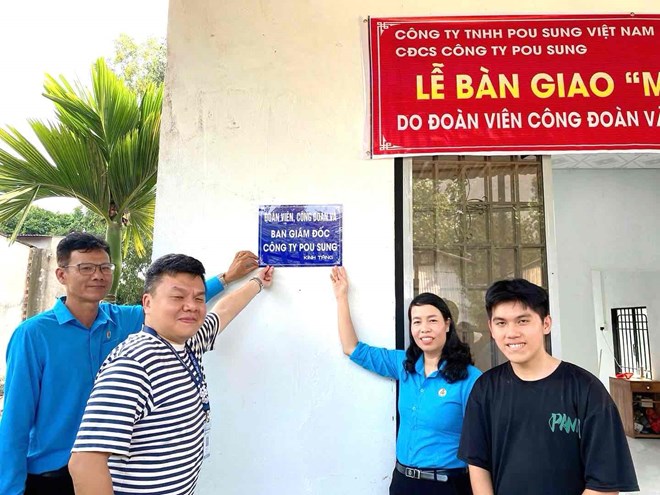 CÔNG TY TNHH POU SUNG VIỆT NAM
CĐCS CÔNG TY POU SUNG
LỄ BÀN GIAO “M
DO ĐOÀN VIÊN CÔNG ĐOÀN VÀ
ĐOÀN VIÊN, CÔNG ĐOÀN VÀ
BAN GIÁM ĐỐC
CÔNG TY POU SUNG
KÍNH TẶNG